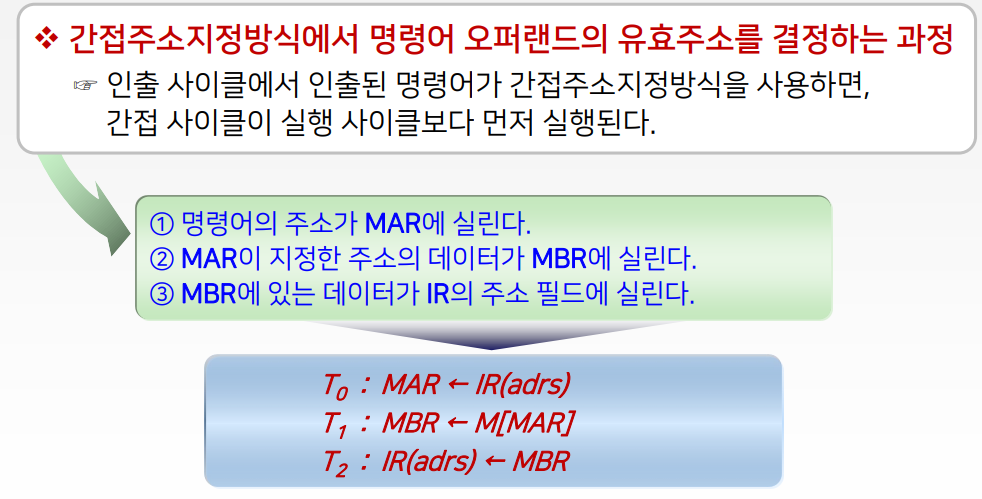 ❖ 간접주소지정방식에서 명령어 오퍼랜드의 유효주소를 결정하는 과정
☞ 인출 사이클에서 인출된 명령어가 간접주소지정방식을 사용하면,
간접 사이클이 실행 사이클보다 먼저 실행된다.
① 명령어의 주소가 MAR에 실린다.
② MAR이 지정한 주소의 데이터가 MBR에 실린다.
③ MBR에 있는 데이터가 IR의 주소 필드에 실린다.
T₀ : MAR ← IR(adrs)
T₁ : MBR ← M[MAR]
T₂ : IR(adrs) ← MBR